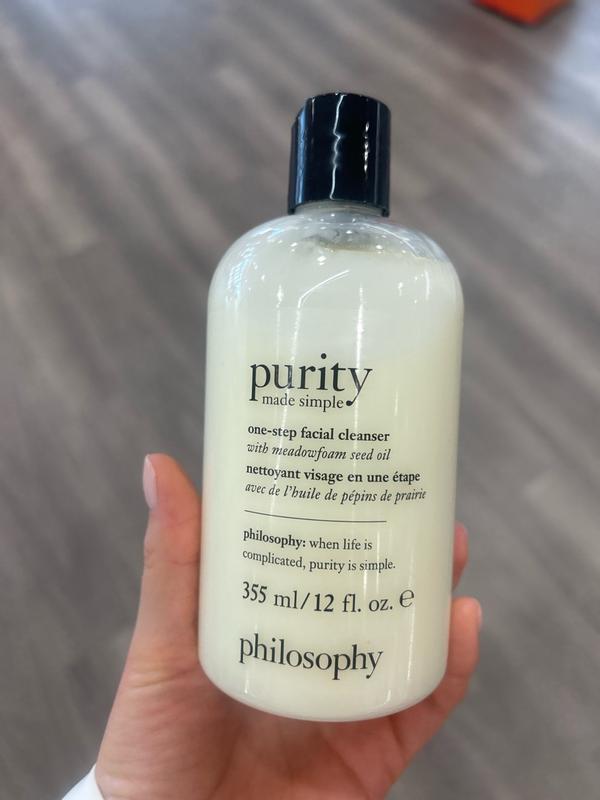 purity
made simple
one-step facial cleanser
with meadowfoam seed oil
nettoyant visage en une étape
avec de l'huile de pépins de prairie
philosophy: when life is
complicated, purity is simple.
355 ml/12 fl. oz. ℮
philosophy